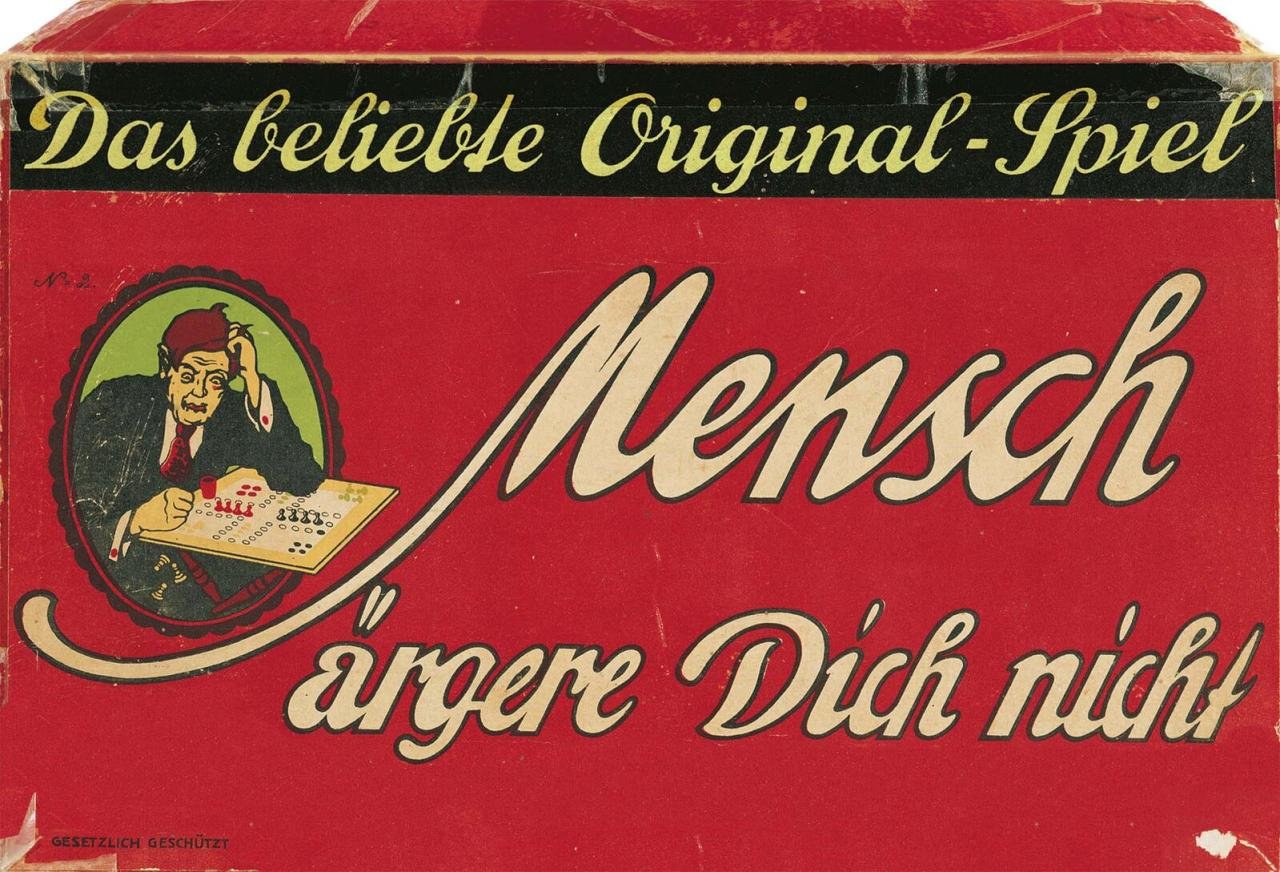 Das beliebte Original-Spiel
No 2.
Mensch
ärgere Dich nicht
GESETZLICH GESCHÜTZT